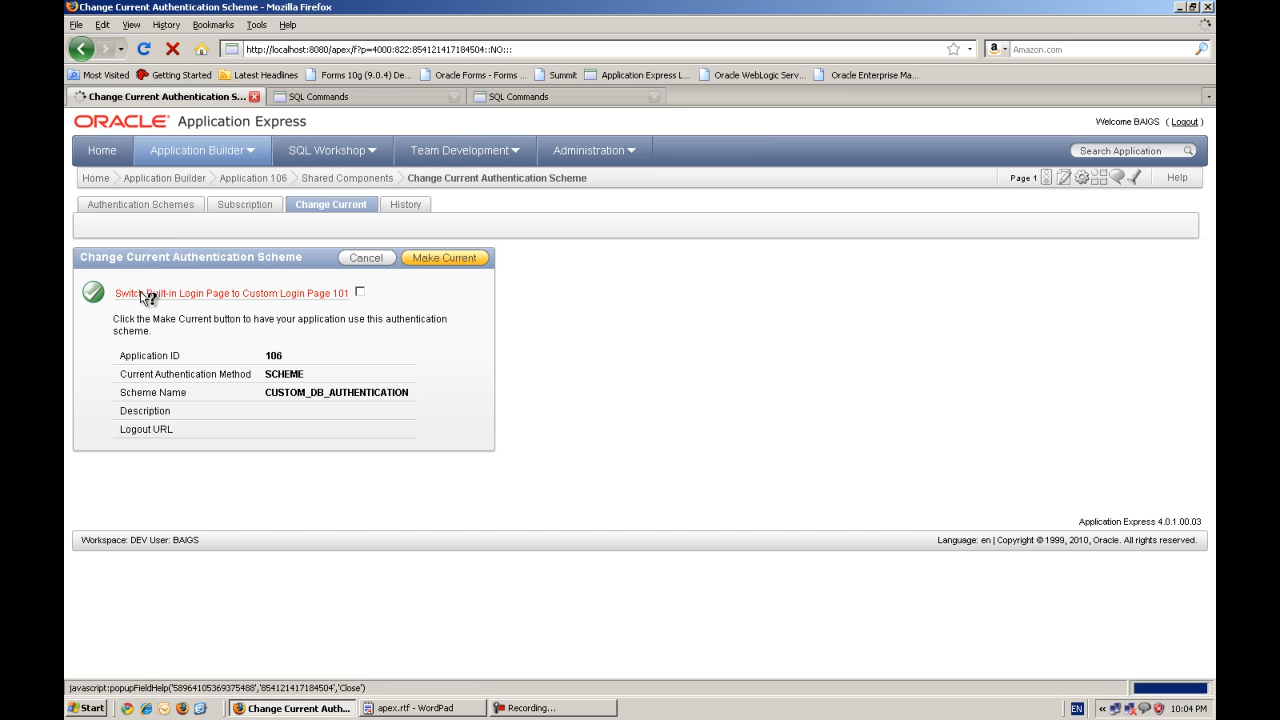 Change Current Authentication Scheme - Mozilla Firefox
File Edit View History Bookmarks Tools Help
http://localhost:8080/apex/f?p=4000:822:854121417184504::NO:: Amazon.com
Most Visited Getting Started Latest Headlines Forms 10g (9.0.4) De... Oracle Forms - Forms ... Summit Application Express L... Oracle WebLogic Serv... Oracle Enterprise Ma...
Change Current Authentication S... SQL Commands SQL Commands
ORACLE Application Express Welcome BAIGS ( Logout )
Home Application Builder SQL Workshop Team Development Administration Search Application
Home Application Builder Application 106 Shared Components Change Current Authentication Scheme Page 1 Help
Authentication Schemes Subscription Change Current History
Change Current Authentication Scheme Cancel Make Current
Switch Built-in Login Page to Custom Login Page 101
Click the Make Current button to have your application use this authentication
scheme.
Application ID 106
Current Authentication Method SCHEME
Scheme Name CUSTOM_DB_AUTHENTICATION
Description
Logout URL
Application Express 4.0.1.00.03
Workspace: DEV User: BAIGS Language: en | Copyright © 1999, 2010, Oracle. All rights reserved.
javascript:popupFieldHelp('58964105369375488','854121417184504','Close')
Start Change Current Auth... apex.rtf - WordPad Recording... EN « 10:04 PM